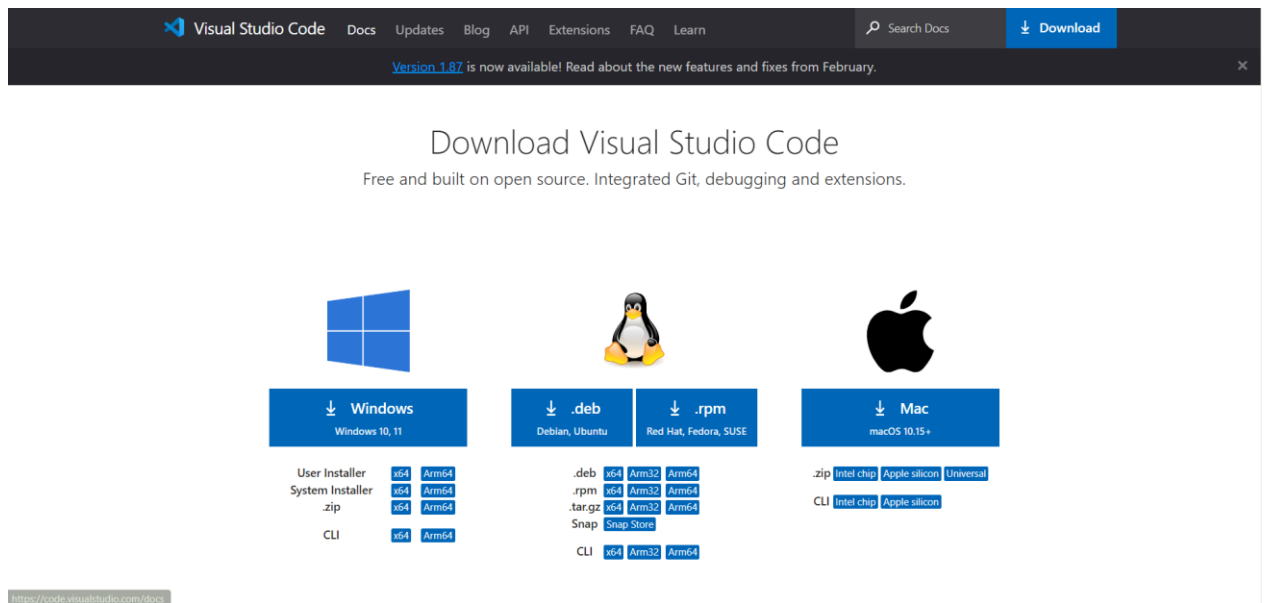 Visual Studio Code Docs Updates Blog API Extensions FAQ Learn Search Docs Download
Version 1.87 is now available! Read about the new features and fixes from February.
Download Visual Studio Code
Free and built on open source. Integrated Git, debugging and extensions.
Windows
Windows 10, 11
User Installer x64 Arm64
System Installer x64 Arm64
.zip x64 Arm64
CLI x64 Arm64
.deb .rpm
Debian, Ubuntu Red Hat, Fedora, SUSE
.deb x64 Arm32 Arm64
.rpm x64 Arm32 Arm64
.tar.gz x64 Arm32 Arm64
Snap Snap Store
CLI x64 Arm32 Arm64
Mac
macOS 10.15+
.zip Intel chip Apple silicon Universal
CLI Intel chip Apple silicon
https://code.visualstudio.com/docs